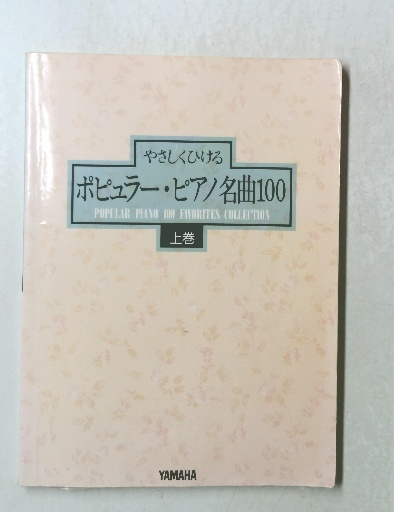 やさしくひける
ポピュラー・ピアノ名曲100
POPULAR PIANO 100 FAVORITES COLLECTION
上巻
YAMAHA